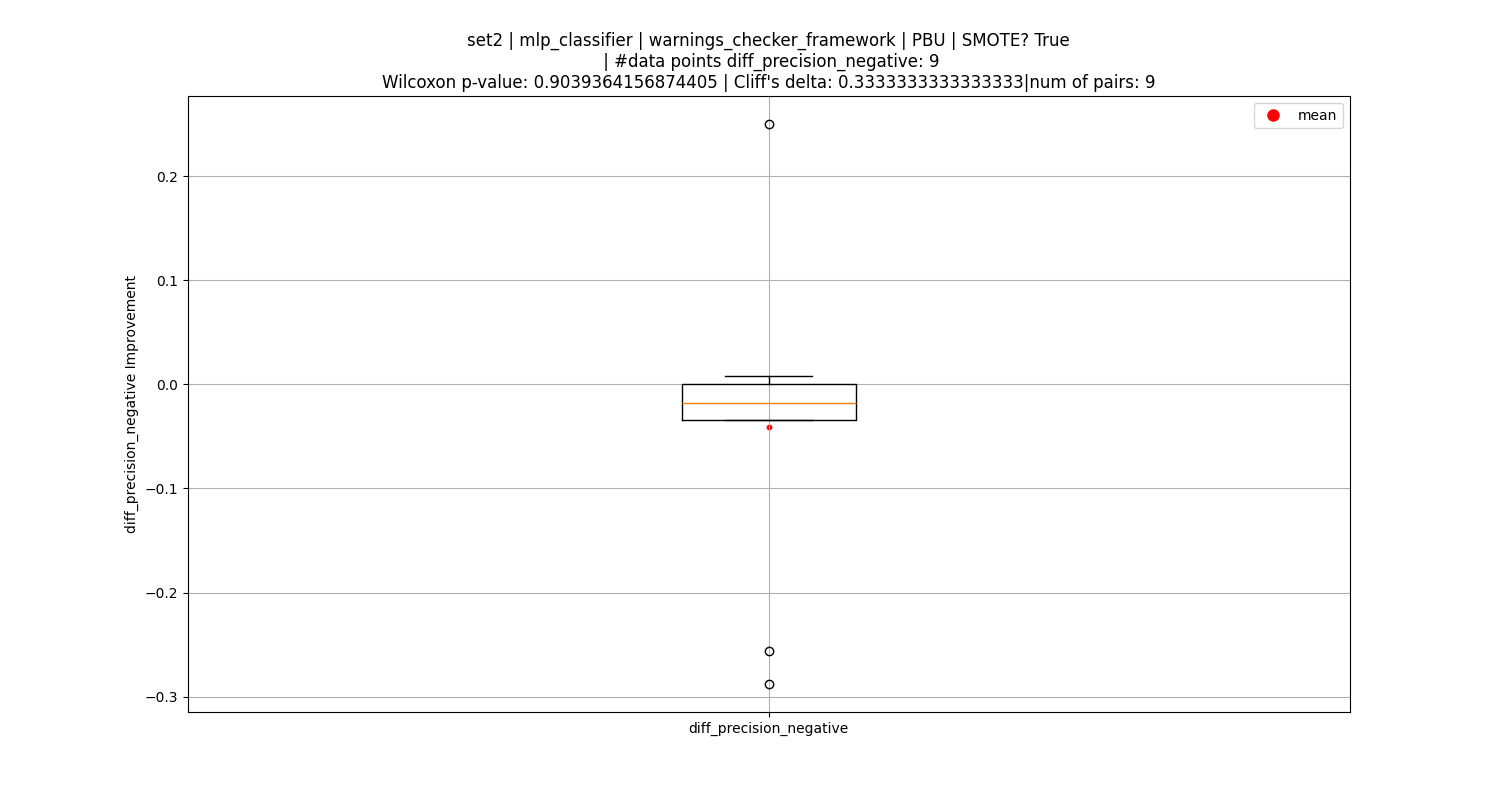 set2 | mlp_classifier | warnings_checker_framework | PBU | SMOTE? True
| #data points diff_precision_negative: 9
Wilcoxon p-value: 0.9039364156874405 | Cliff's delta: 0.3333333333333333|num of pairs: 9
mean
diff_precision_negative Improvement
0.2
0.1
0.0
−0.1
−0.2
−0.3
diff_precision_negative